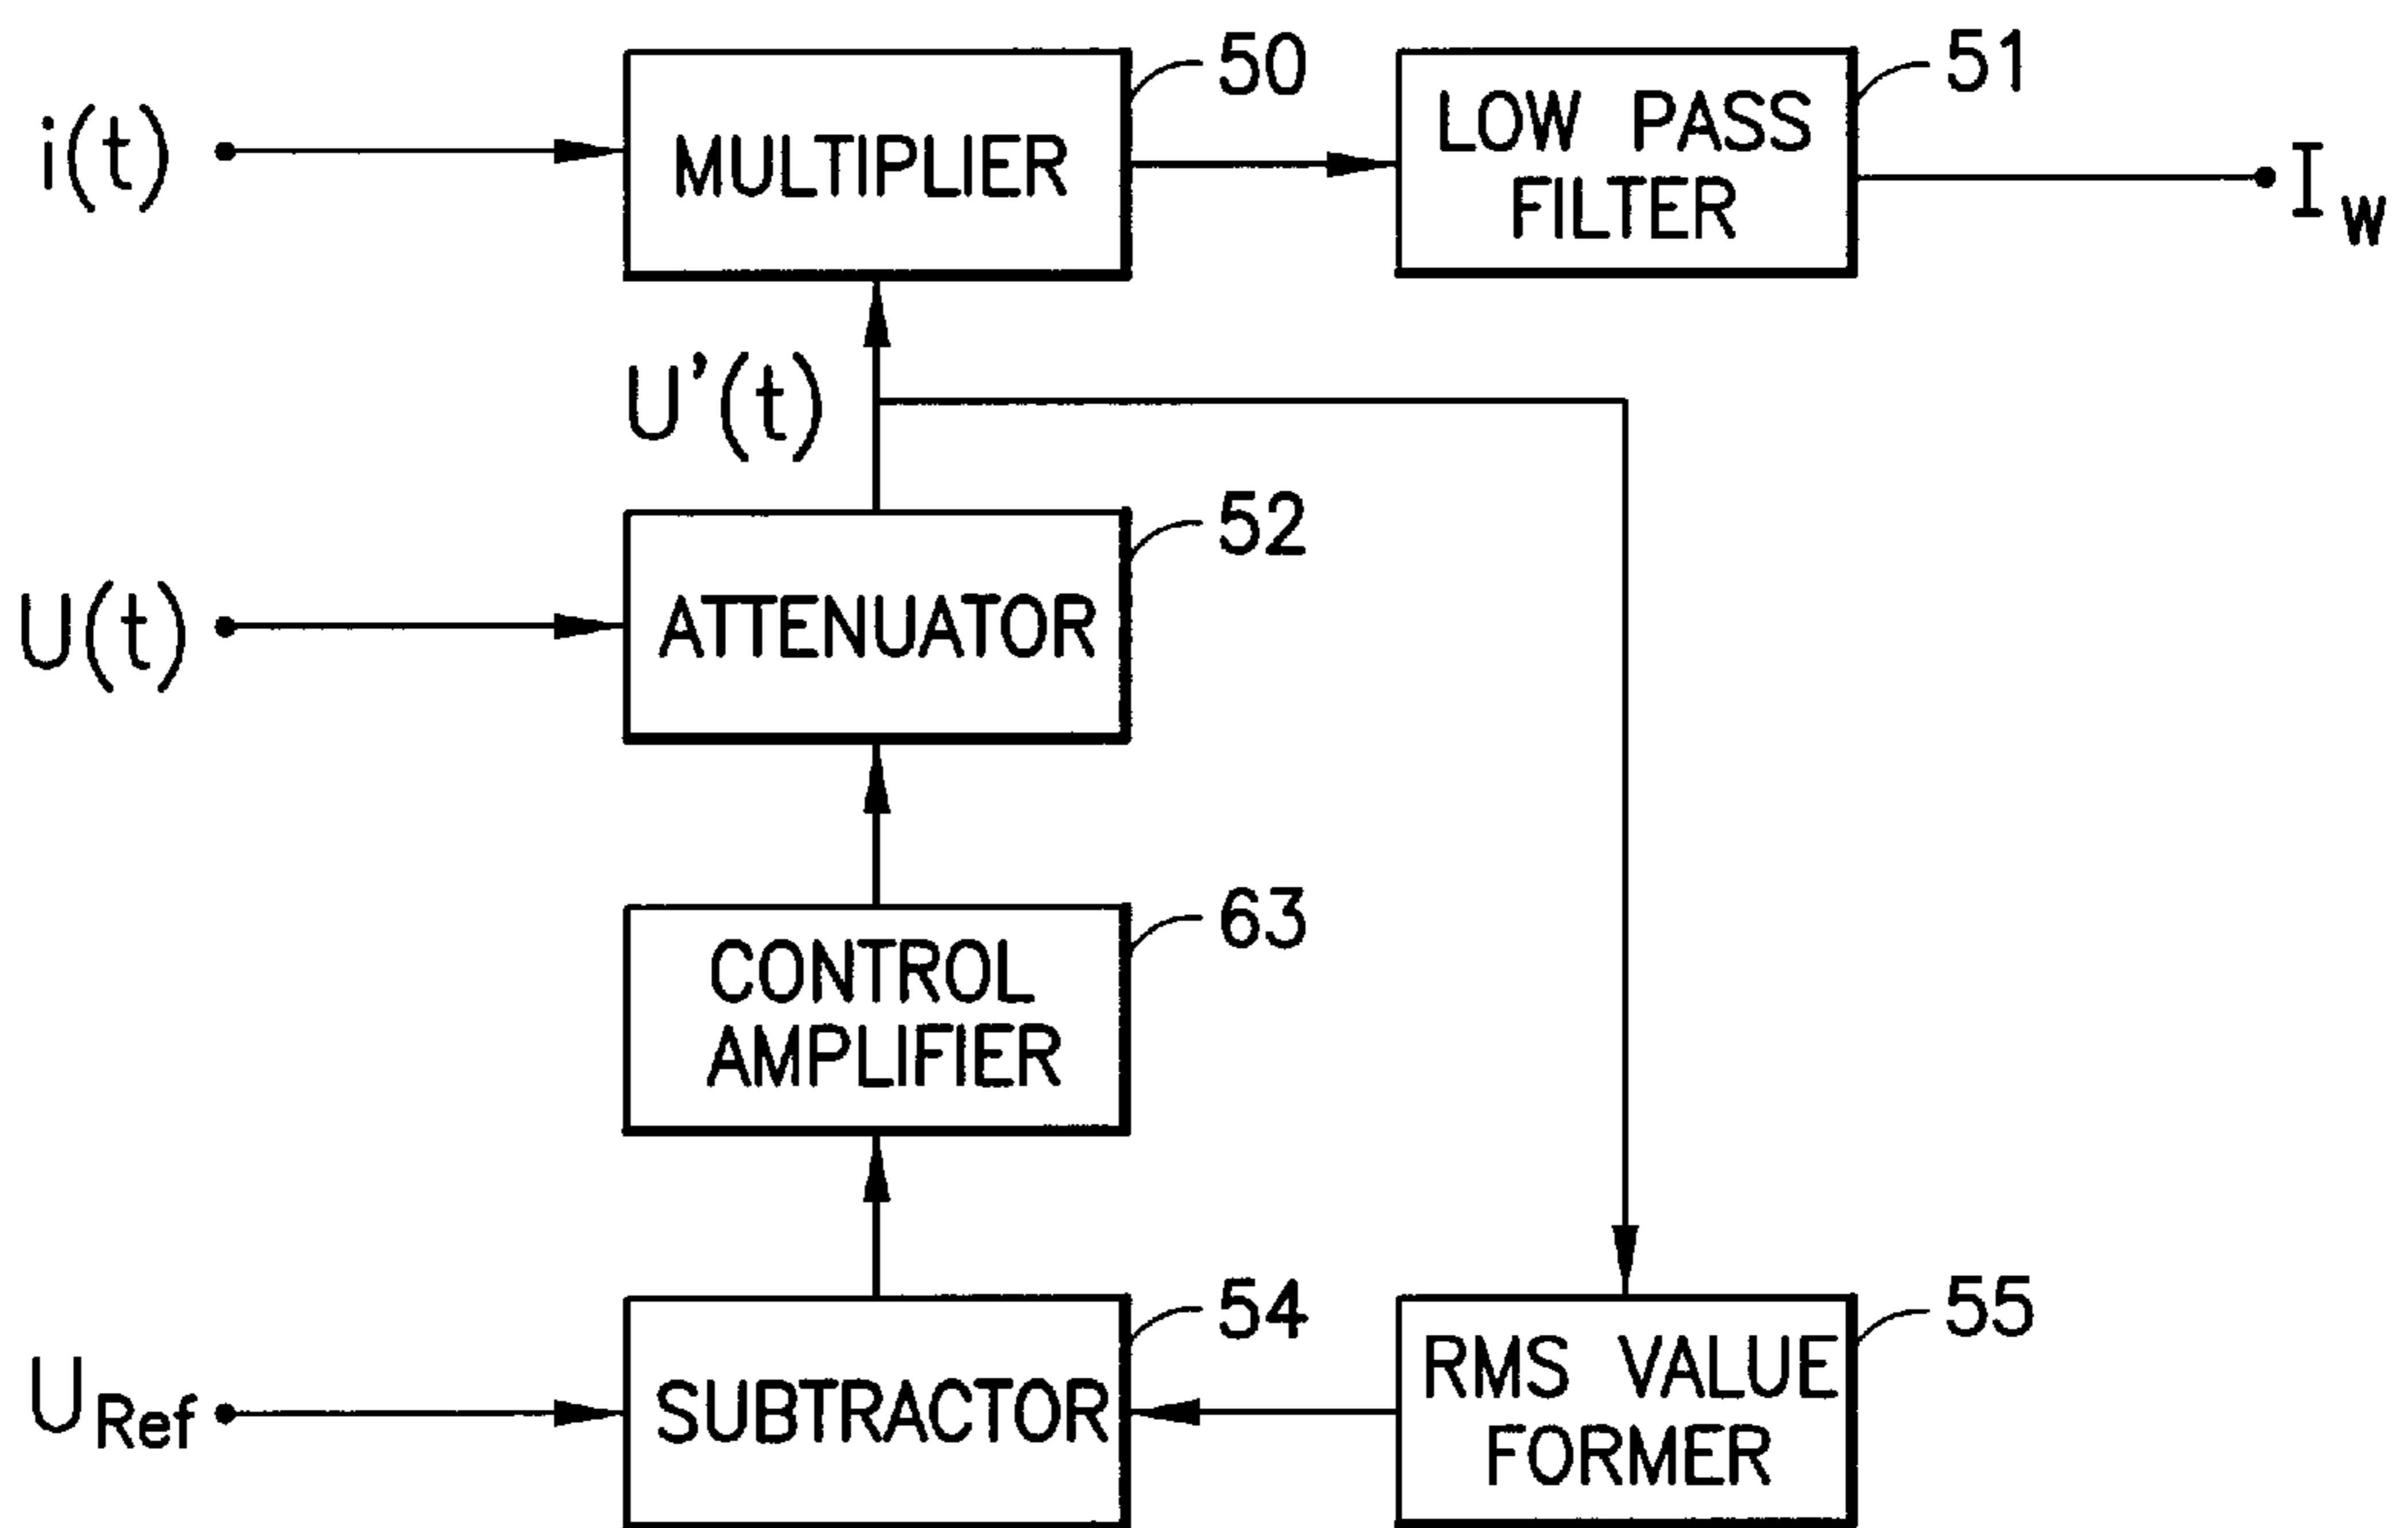 50
51
i(t)
MULTIPLIER
LOW PASS
FILTER
I w
U'(t)
52
U(t)
ATTENUATOR
63
CONTROL
AMPLIFIER
54
55
U Ref
SUBTRACTOR
RMS VALUE
FORMER